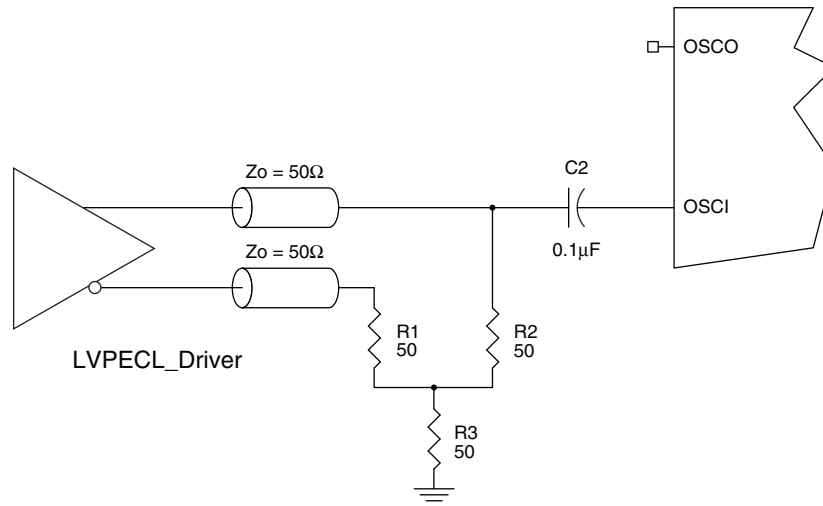 OSCO
C2
Zo = 50Ω
OSCI
0.1μF
Zo = 50Ω
R1
50
R2
50
LVPECL_Driver
R3
50